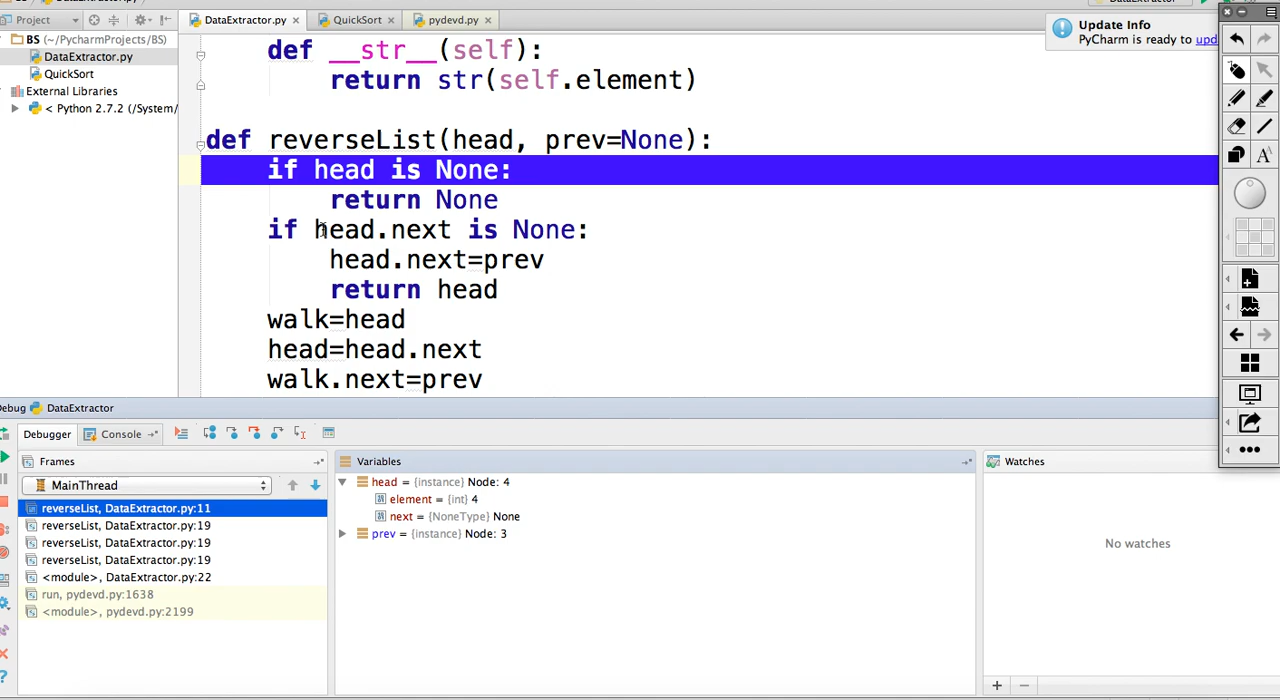 Project
BS (~/PycharmProjects/BS)
DataExtractor.py
QuickSort
External Libraries
< Python 2.7.2 (/System/
DataExtractor.py
QuickSort
pydevd.py
Update Info
PyCharm is ready to upd
def __str__(self):
return str(self.element)
def reverseList(head, prev=None):
if head is None:
return None
if head.next is None:
head.next=prev
return head
walk=head
head=head.next
walk.next=prev
Debug DataExtractor
Debugger
Console
Frames
MainThread
reverseList, DataExtractor.py:11
reverseList, DataExtractor.py:19
reverseList, DataExtractor.py:19
reverseList, DataExtractor.py:19
<module>, DataExtractor.py:22
run, pydevd.py:1638
<module>, pydevd.py:2199
Variables
head = {instance} Node: 4
element = {int} 4
next = {NoneType} None
prev = {instance} Node: 3
Watches
No watches